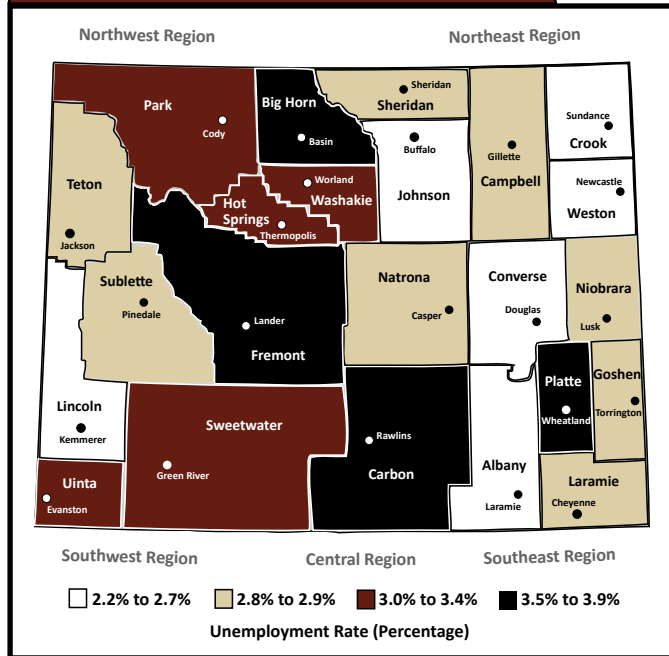 Northwest Region
Northeast Region
Park
Cody
Big Horn
Basin
Sheridan
Sheridan
Buffalo
Johnson
Gillette
Campbell
Sundance
Crook
Newcastle
Weston
Teton
Jackson
Hot
Springs
Thermopolis
Worland
Washakie
Sublette
Pinedale
Lander
Fremont
Natrona
Casper
Converse
Douglas
Niobrara
Lusk
Lincoln
Kemmerer
Sweetwater
Green River
Uinta
Evanston
Rawlins
Carbon
Platte
Wheatland
Goshen
Torrington
Albany
Laramie
Laramie
Cheyenne
Southwest Region
Central Region
Southeast Region
2.2% to 2.7% 2.8% to 2.9% 3.0% to 3.4% 3.5% to 3.9%
Unemployment Rate (Percentage)